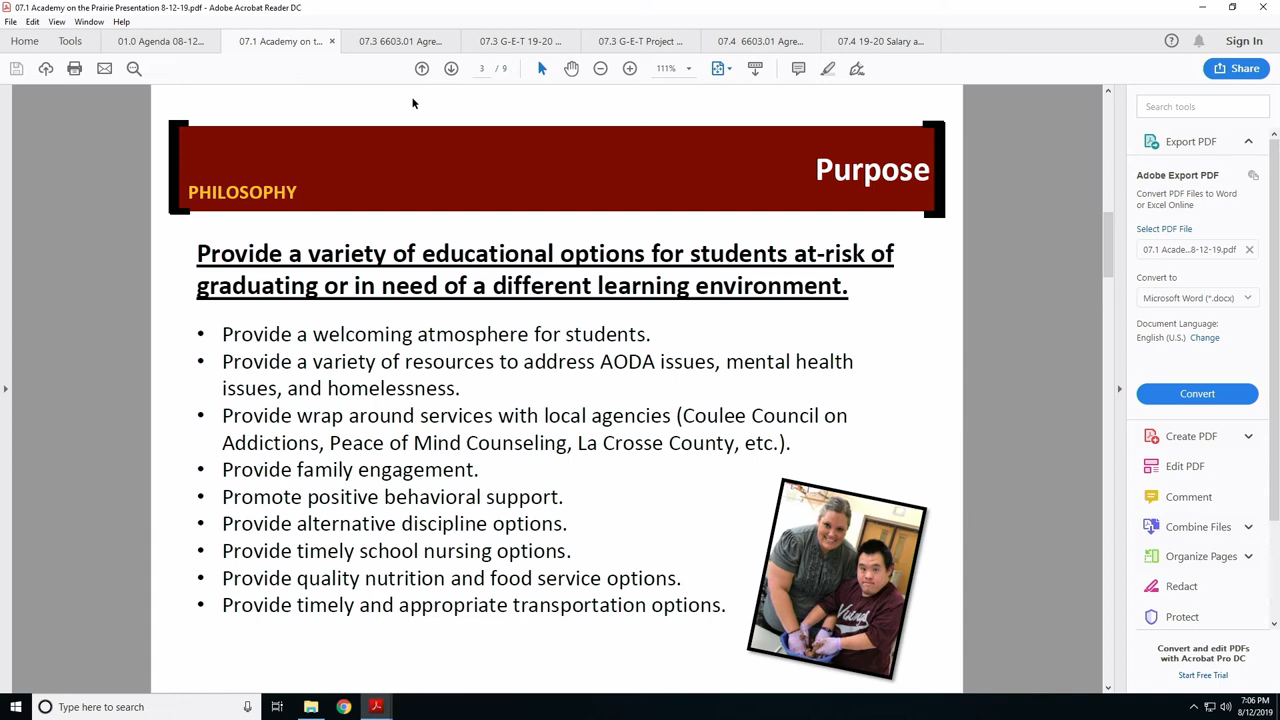 07.1 Academy on the Prairie Presentation 8-12-19.pdf - Adobe Acrobat Reader DC
File Edit View Window Help
Home Tools 01.0 Agenda 08-12... 07.1 Academy on t... × 07.3 6603.01 Agre... 07.3 G-E-T 19-20 ... 07.3 G-E-T Project ... 07.4 6603.01 Agre... 07.4 19-20 Salary a... Sign In
3 / 9 111% Share
Purpose
PHILOSOPHY
Provide a variety of educational options for students at-risk of
graduating or in need of a different learning environment.
• Provide a welcoming atmosphere for students.
• Provide a variety of resources to address AODA issues, mental health
issues, and homelessness.
• Provide wrap around services with local agencies (Coulee Council on
Addictions, Peace of Mind Counseling, La Crosse County, etc.).
• Provide family engagement.
• Promote positive behavioral support.
• Provide alternative discipline options.
• Provide timely school nursing options.
• Provide quality nutrition and food service options.
• Provide timely and appropriate transportation options.
Vikings
Search tools
Export PDF
Adobe Export PDF
Convert PDF Files to Word
or Excel Online
Select PDF File
07.1 Acade...8-12-19.pdf ×
Convert to
Microsoft Word (*.docx)
Document Language:
English (U.S.) Change
Convert
Create PDF
Edit PDF
Comment
Combine Files
Organize Pages
Redact
Protect
Convert and edit PDFs
with Acrobat Pro DC
Start Free Trial
Type here to search
7:06 PM
8/12/2019